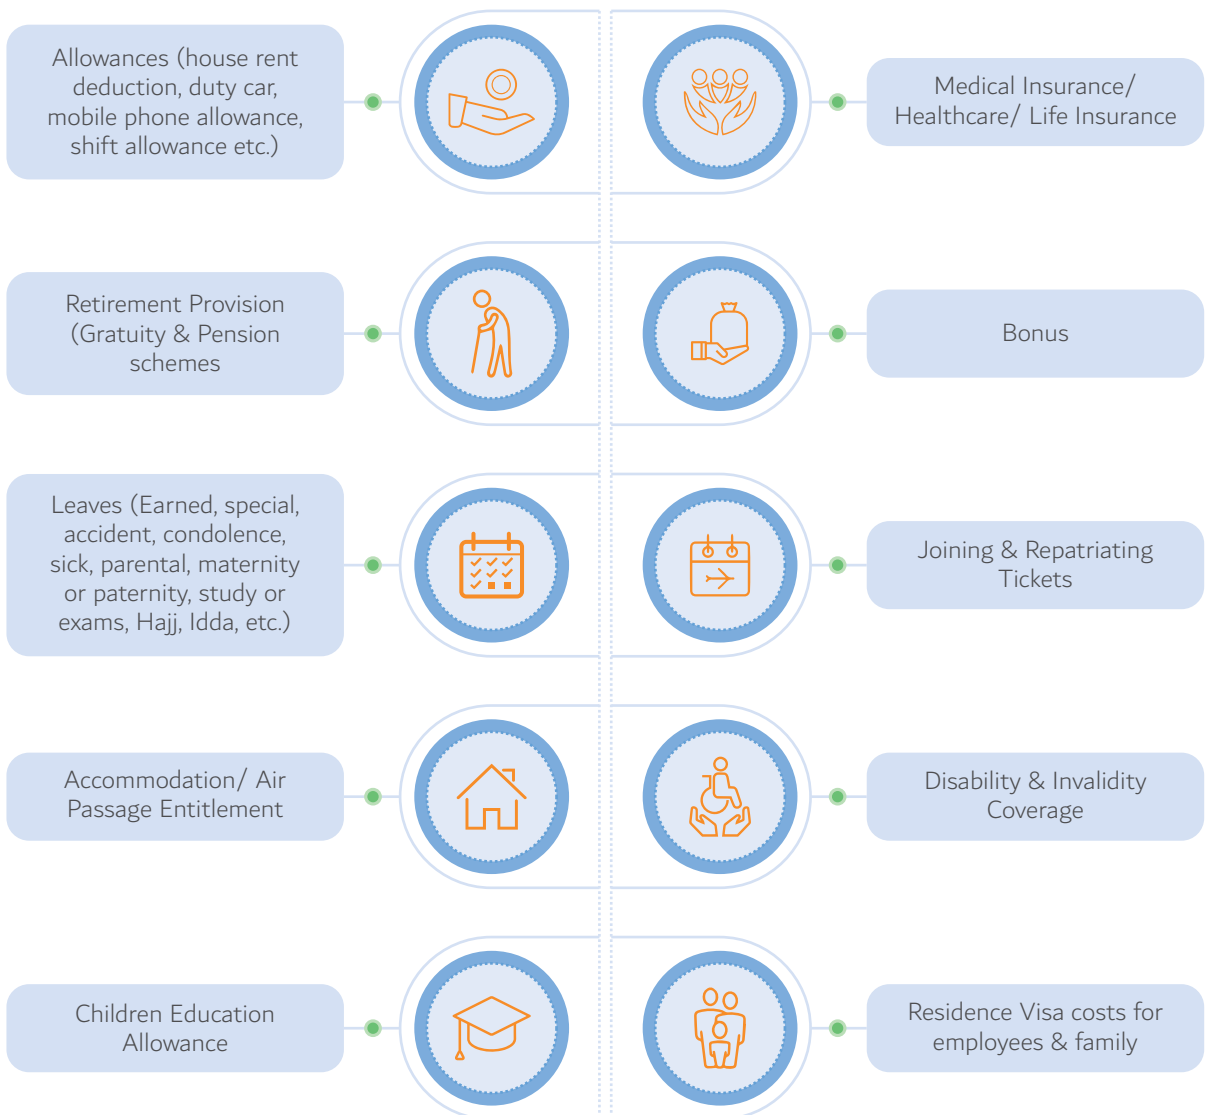 Allowances (house rent
deduction, duty car,
mobile phone allowance,
shift allowance etc.)
Medical Insurance/
Healthcare/ Life Insurance
Retirement Provision
(Gratuity & Pension
schemes
Bonus
Leaves (Earned, special,
accident, condolence,
sick, parental, maternity
or paternity, study or
exams, Hajj, Idda, etc.)
Joining & Repatriating
Tickets
Accommodation/ Air
Passage Entitlement
Disability & Invalidity
Coverage
Children Education
Allowance
Residence Visa costs for
employees & family